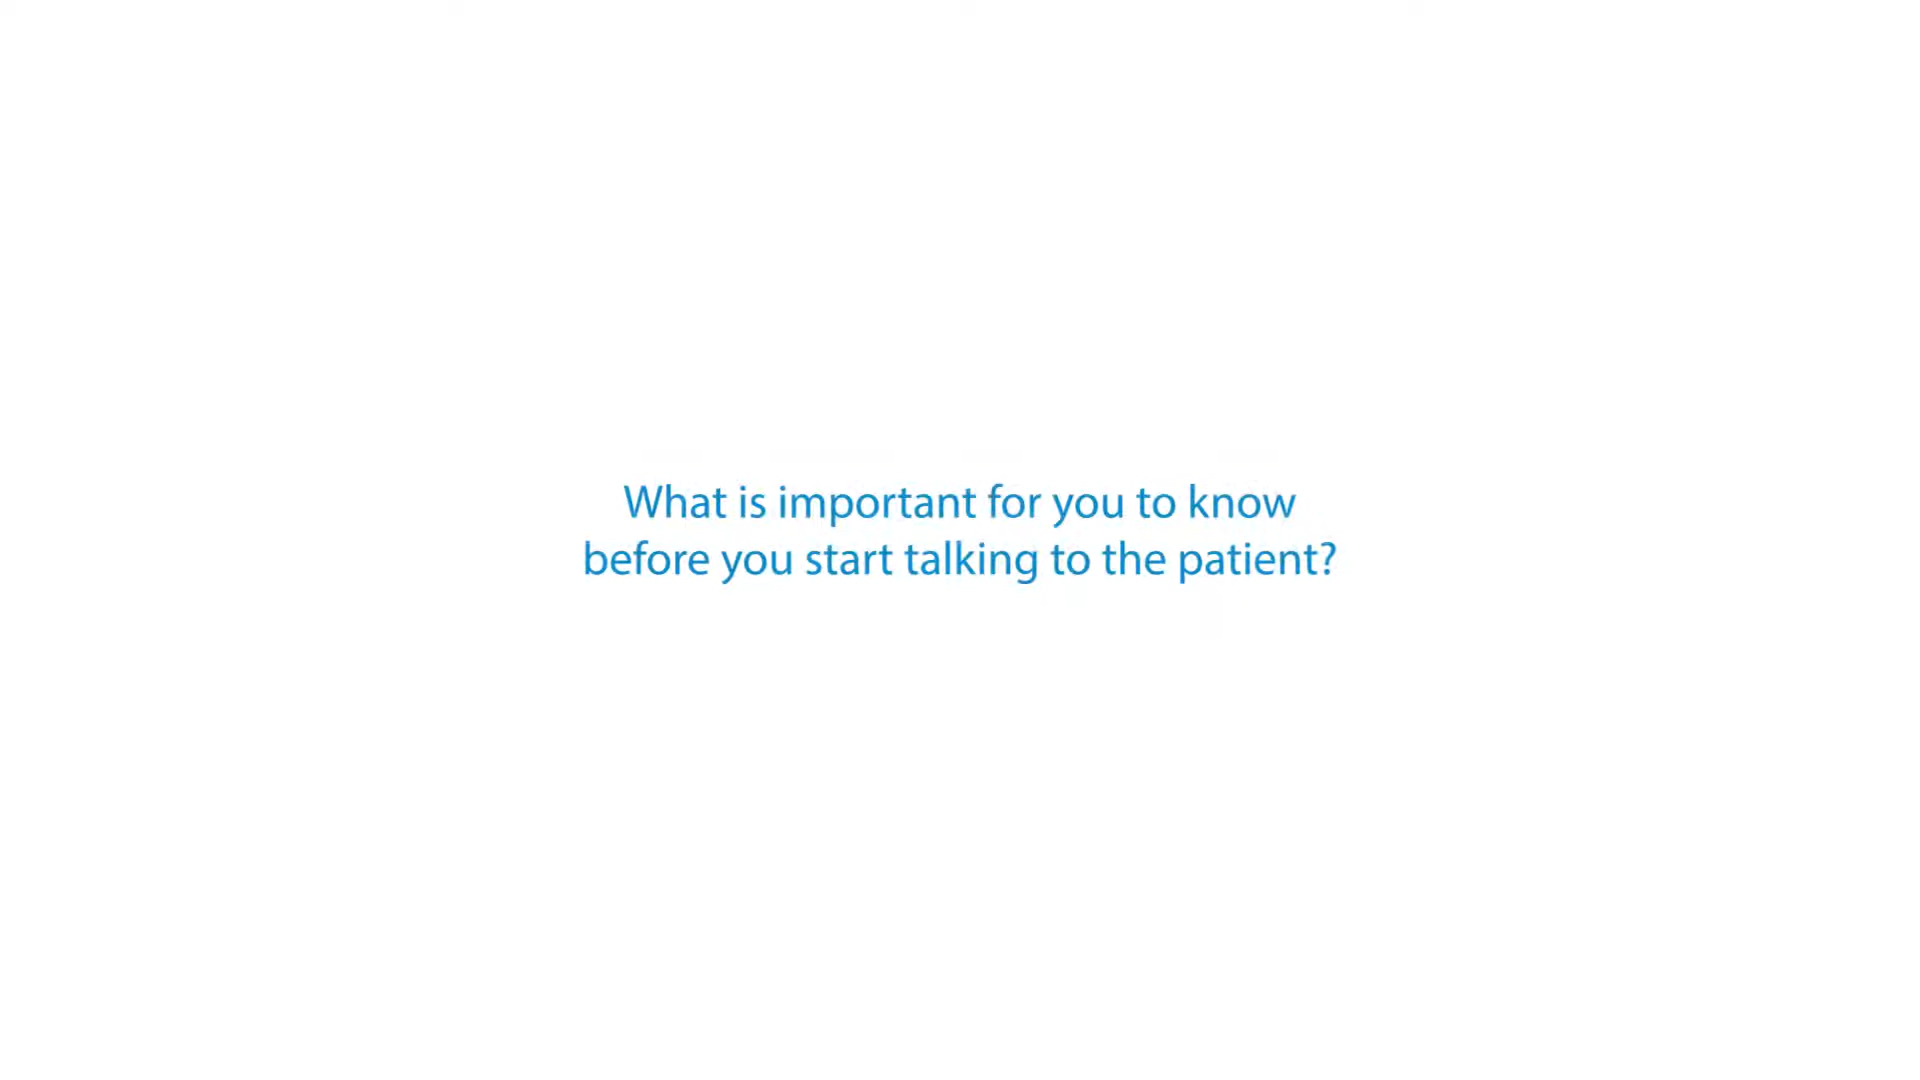 What is important for you to know
before you start talking to the patient?